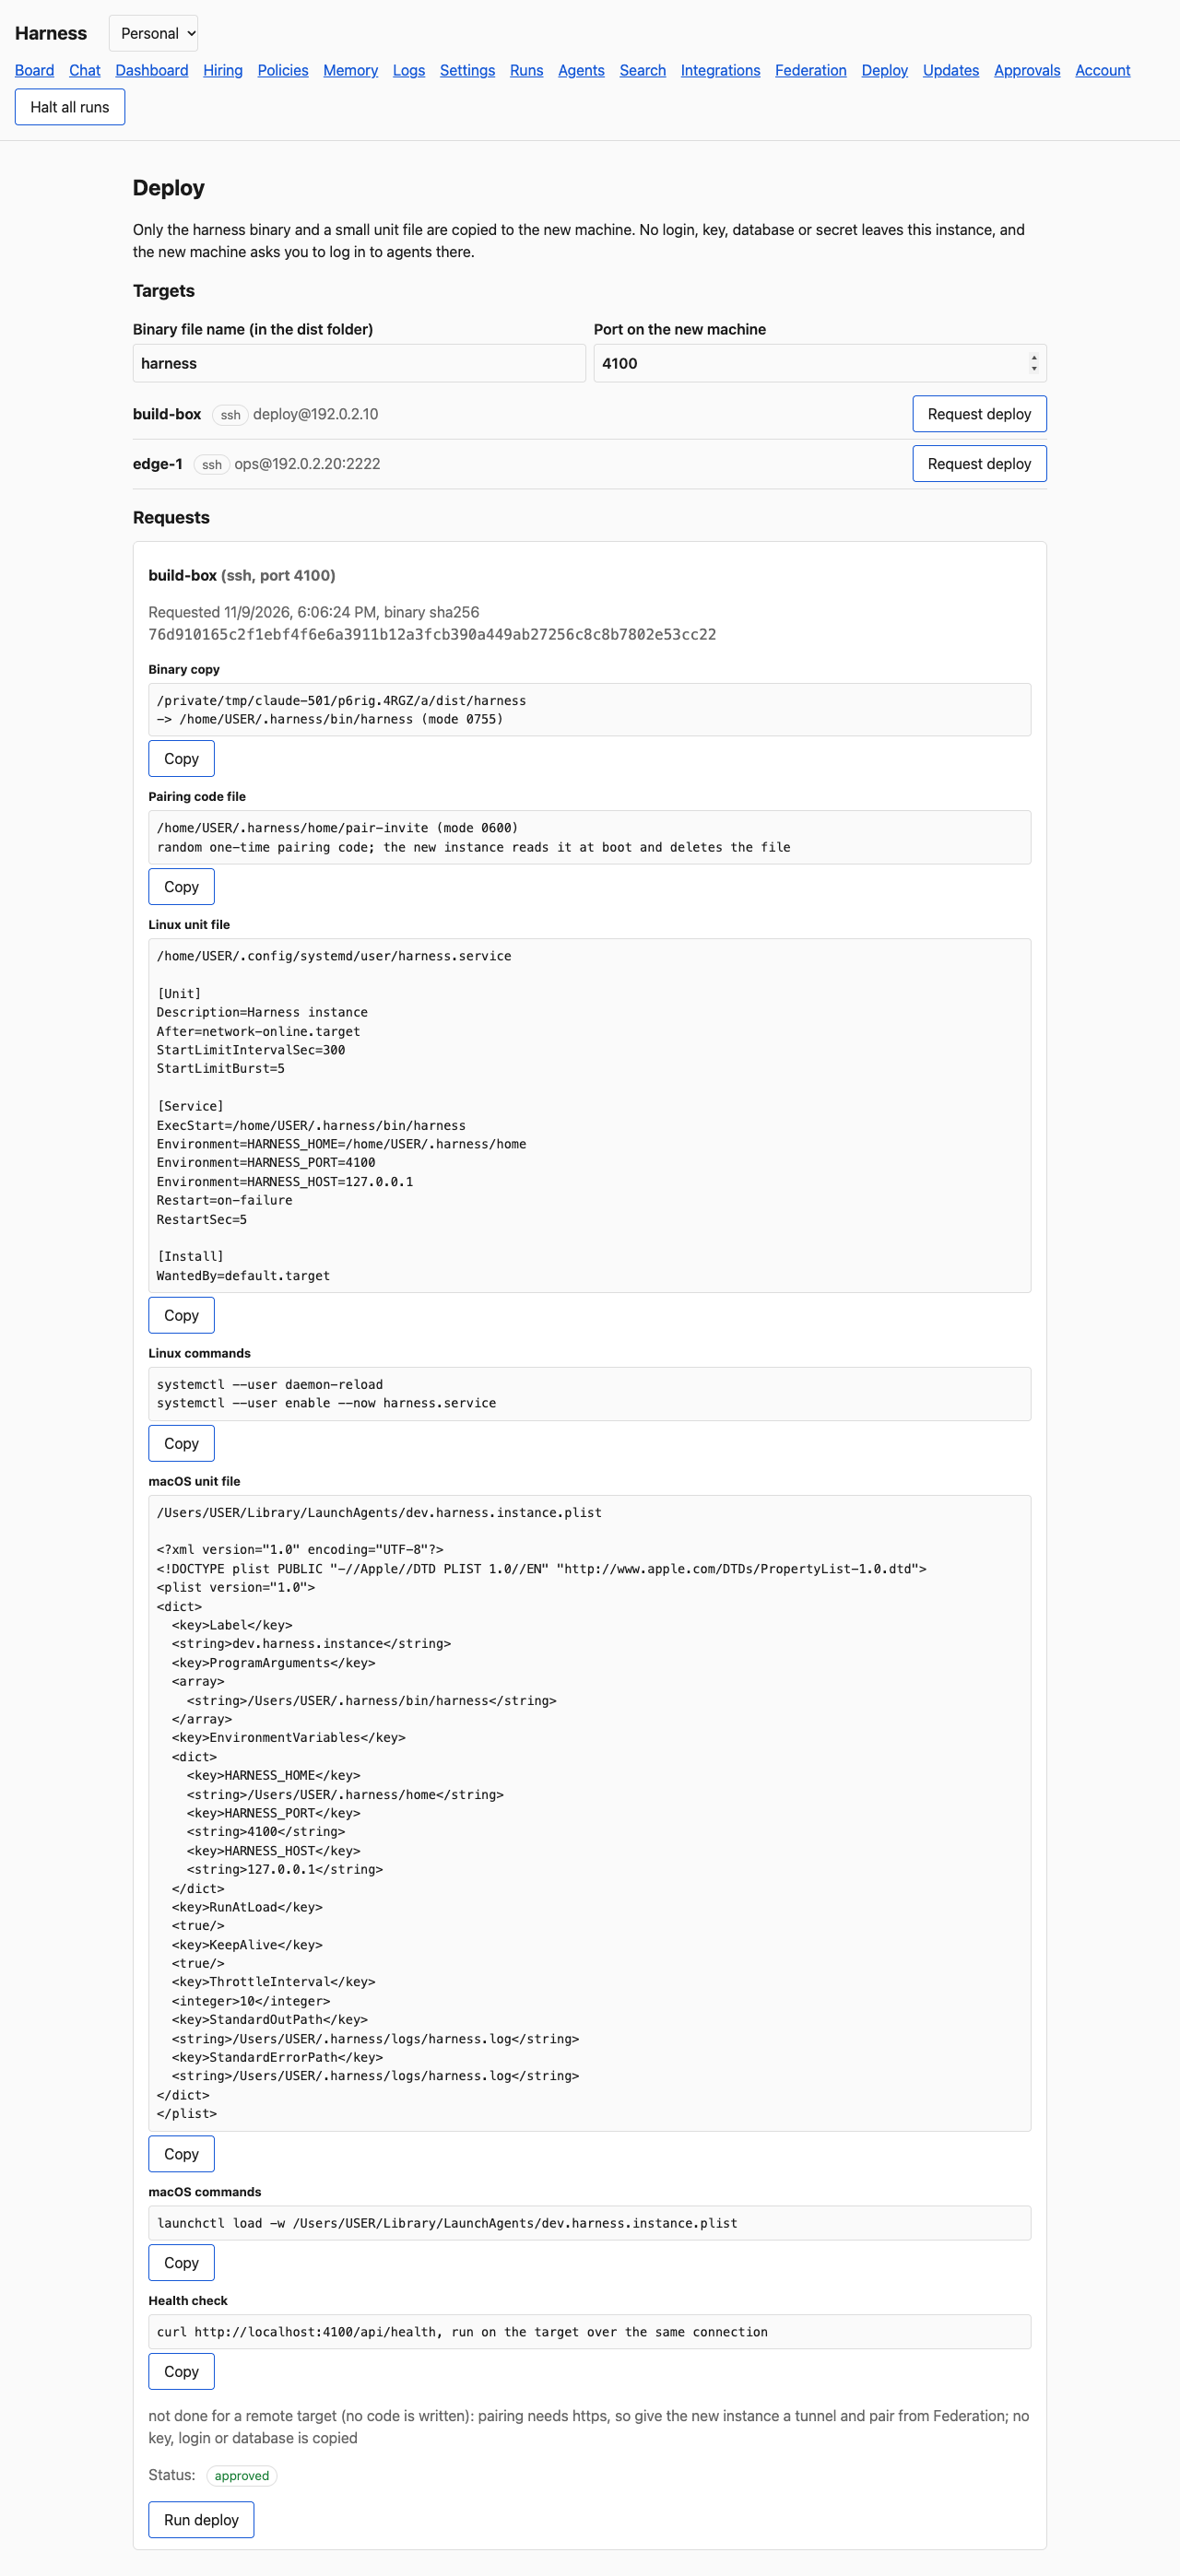 Harness Personal
Board Chat Dashboard Hiring Policies Memory Logs Settings Runs Agents Search Integrations Federation Deploy Updates Approvals Account
Halt all runs
Deploy
Only the harness binary and a small unit file are copied to the new machine. No login, key, database or secret leaves this instance, and
the new machine asks you to log in to agents there.
Targets
Binary file name (in the dist folder) Port on the new machine
harness 4100
build-box ssh deploy@192.0.2.10 Request deploy
edge-1 ssh ops@192.0.2.20:2222 Request deploy
Requests
build-box (ssh, port 4100)
Requested 11/9/2026, 6:06:24 PM, binary sha256
76d910165c2f1ebf4f6e6a3911b12a3fcb390a449ab27256c8c8b7802e53cc22
Binary copy
/private/tmp/claude-501/p6rig.4RGZ/a/dist/harness
-> /home/USER/.harness/bin/harness (mode 0755)
Copy
Pairing code file
/home/USER/.harness/home/pair-invite (mode 0600)
random one-time pairing code; the new instance reads it at boot and deletes the file
Copy
Linux unit file
/home/USER/.config/systemd/user/harness.service
[Unit]
Description=Harness instance
After=network-online.target
StartLimitIntervalSec=300
StartLimitBurst=5
[Service]
ExecStart=/home/USER/.harness/bin/harness
Environment=HARNESS_HOME=/home/USER/.harness/home
Environment=HARNESS_PORT=4100
Environment=HARNESS_HOST=127.0.0.1
Restart=on-failure
RestartSec=5
[Install]
WantedBy=default.target
Copy
Linux commands
systemctl --user daemon-reload
systemctl --user enable --now harness.service
Copy
macOS unit file
/Users/USER/Library/LaunchAgents/dev.harness.instance.plist
<?xml version="1.0" encoding="UTF-8"?>
<!DOCTYPE plist PUBLIC "-//Apple//DTD PLIST 1.0//EN" "http://www.apple.com/DTDs/PropertyList-1.0.dtd">
<plist version="1.0">
<dict>
  <key>Label</key>
  <string>dev.harness.instance</string>
  <key>ProgramArguments</key>
  <array>
    <string>/Users/USER/.harness/bin/harness</string>
  </array>
  <key>EnvironmentVariables</key>
  <dict>
    <key>HARNESS_HOME</key>
    <string>/Users/USER/.harness/home</string>
    <key>HARNESS_PORT</key>
    <string>4100</string>
    <key>HARNESS_HOST</key>
    <string>127.0.0.1</string>
  </dict>
  <key>RunAtLoad</key>
  <true/>
  <key>KeepAlive</key>
  <true/>
  <key>ThrottleInterval</key>
  <integer>10</integer>
  <key>StandardOutPath</key>
  <string>/Users/USER/.harness/logs/harness.log</string>
  <key>StandardErrorPath</key>
  <string>/Users/USER/.harness/logs/harness.log</string>
</dict>
</plist>
Copy
macOS commands
launchctl load -w /Users/USER/Library/LaunchAgents/dev.harness.instance.plist
Copy
Health check
curl http://localhost:4100/api/health, run on the target over the same connection
Copy
not done for a remote target (no code is written): pairing needs https, so give the new instance a tunnel and pair from Federation; no
key, login or database is copied
Status: approved
Run deploy